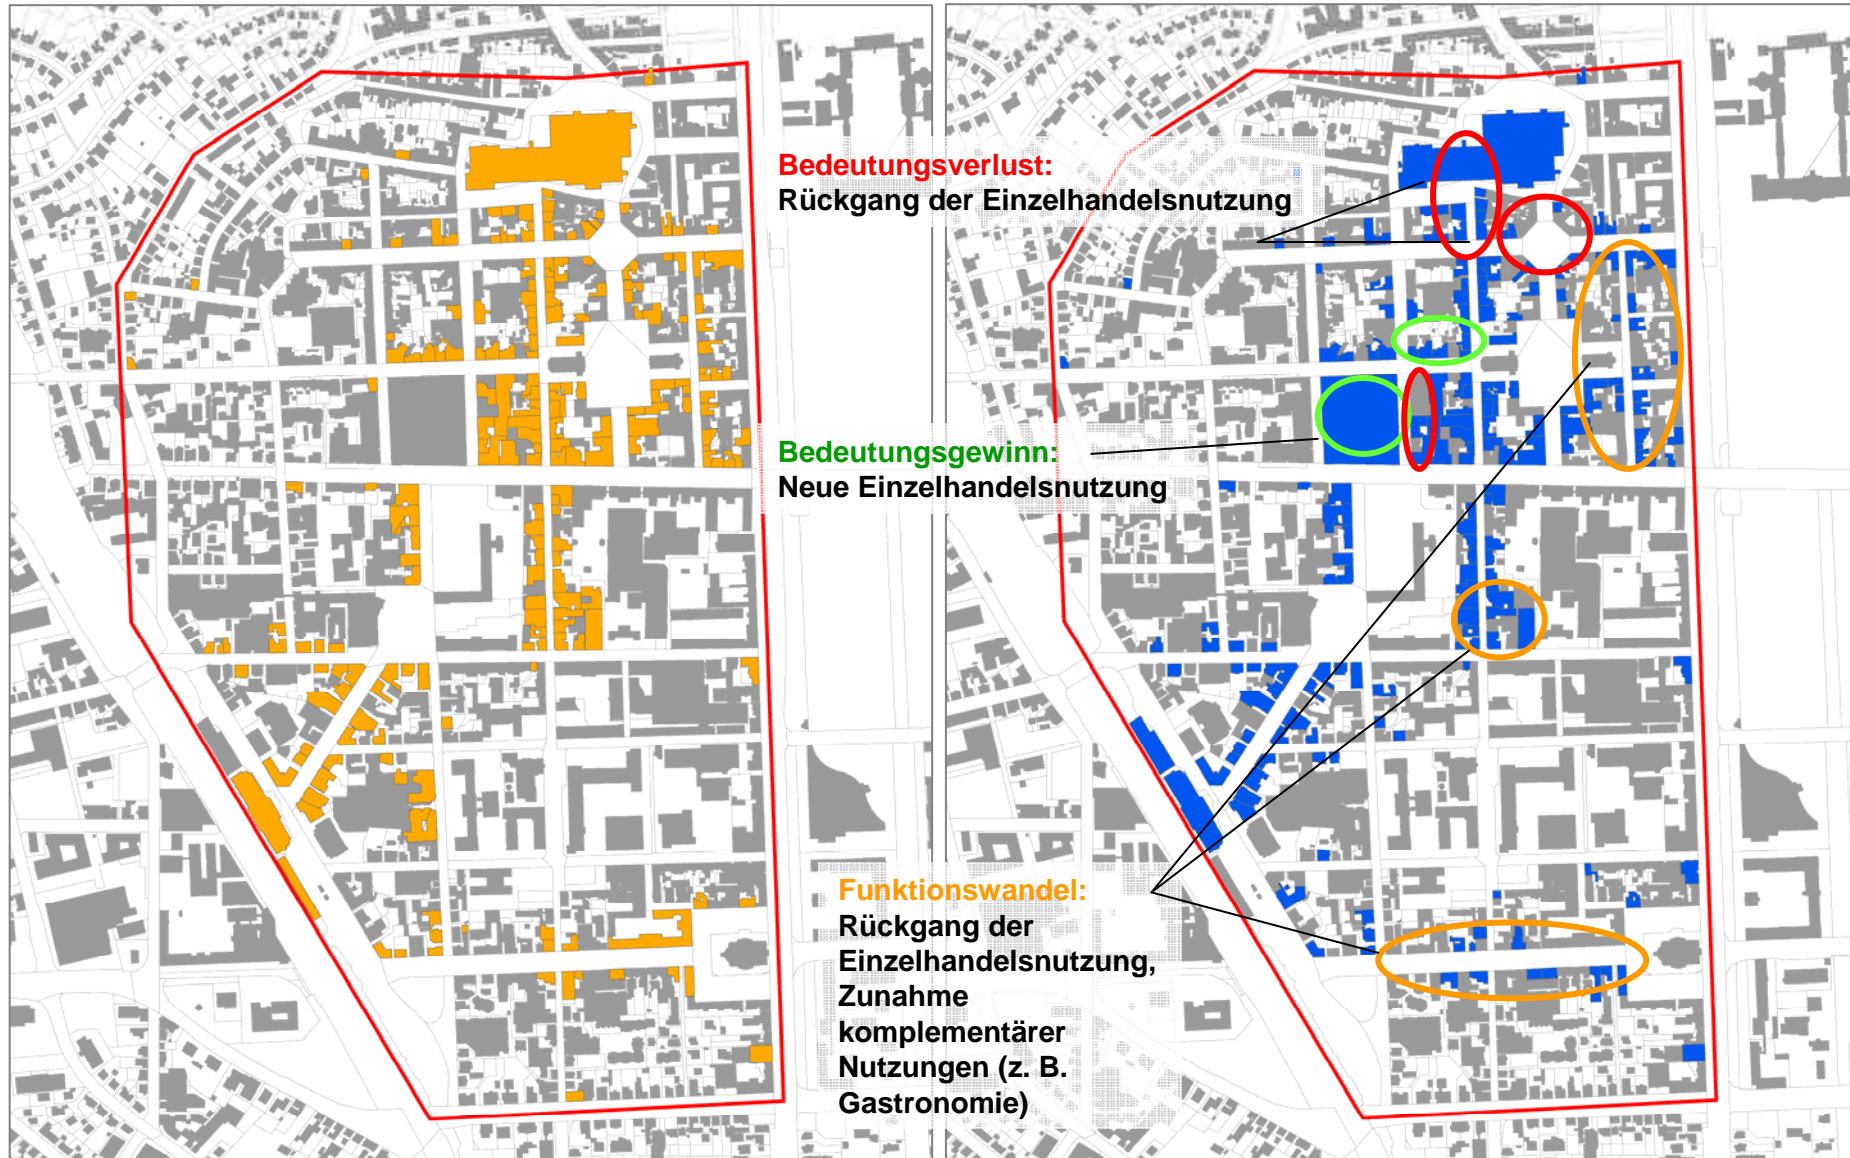 Bedeutungsverlust:
Rückgang der Einzelhandelsnutzung
Bedeutungsgewinn:
Neue Einzelhandelsnutzung
Funktionswandel:
Rückgang der
Einzelhandelsnutzung,
Zunahme
komplementärer
Nutzungen (z. B.
Gastronomie)